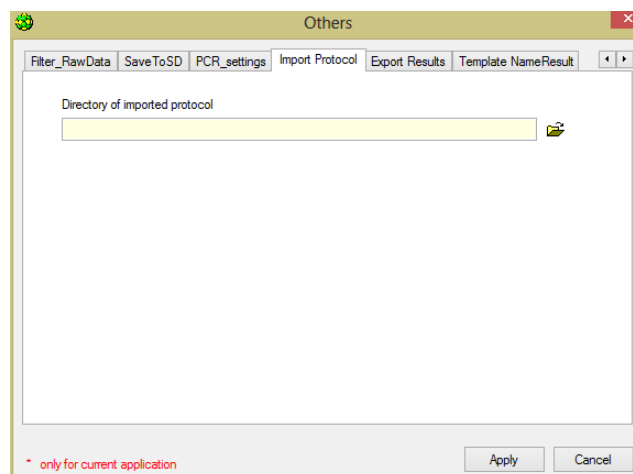 Others
Filter_RawData SaveToSD PCR_settings Import Protocol Export Results Template NameResult
Directory of imported protocol
* only for current application
Apply Cancel